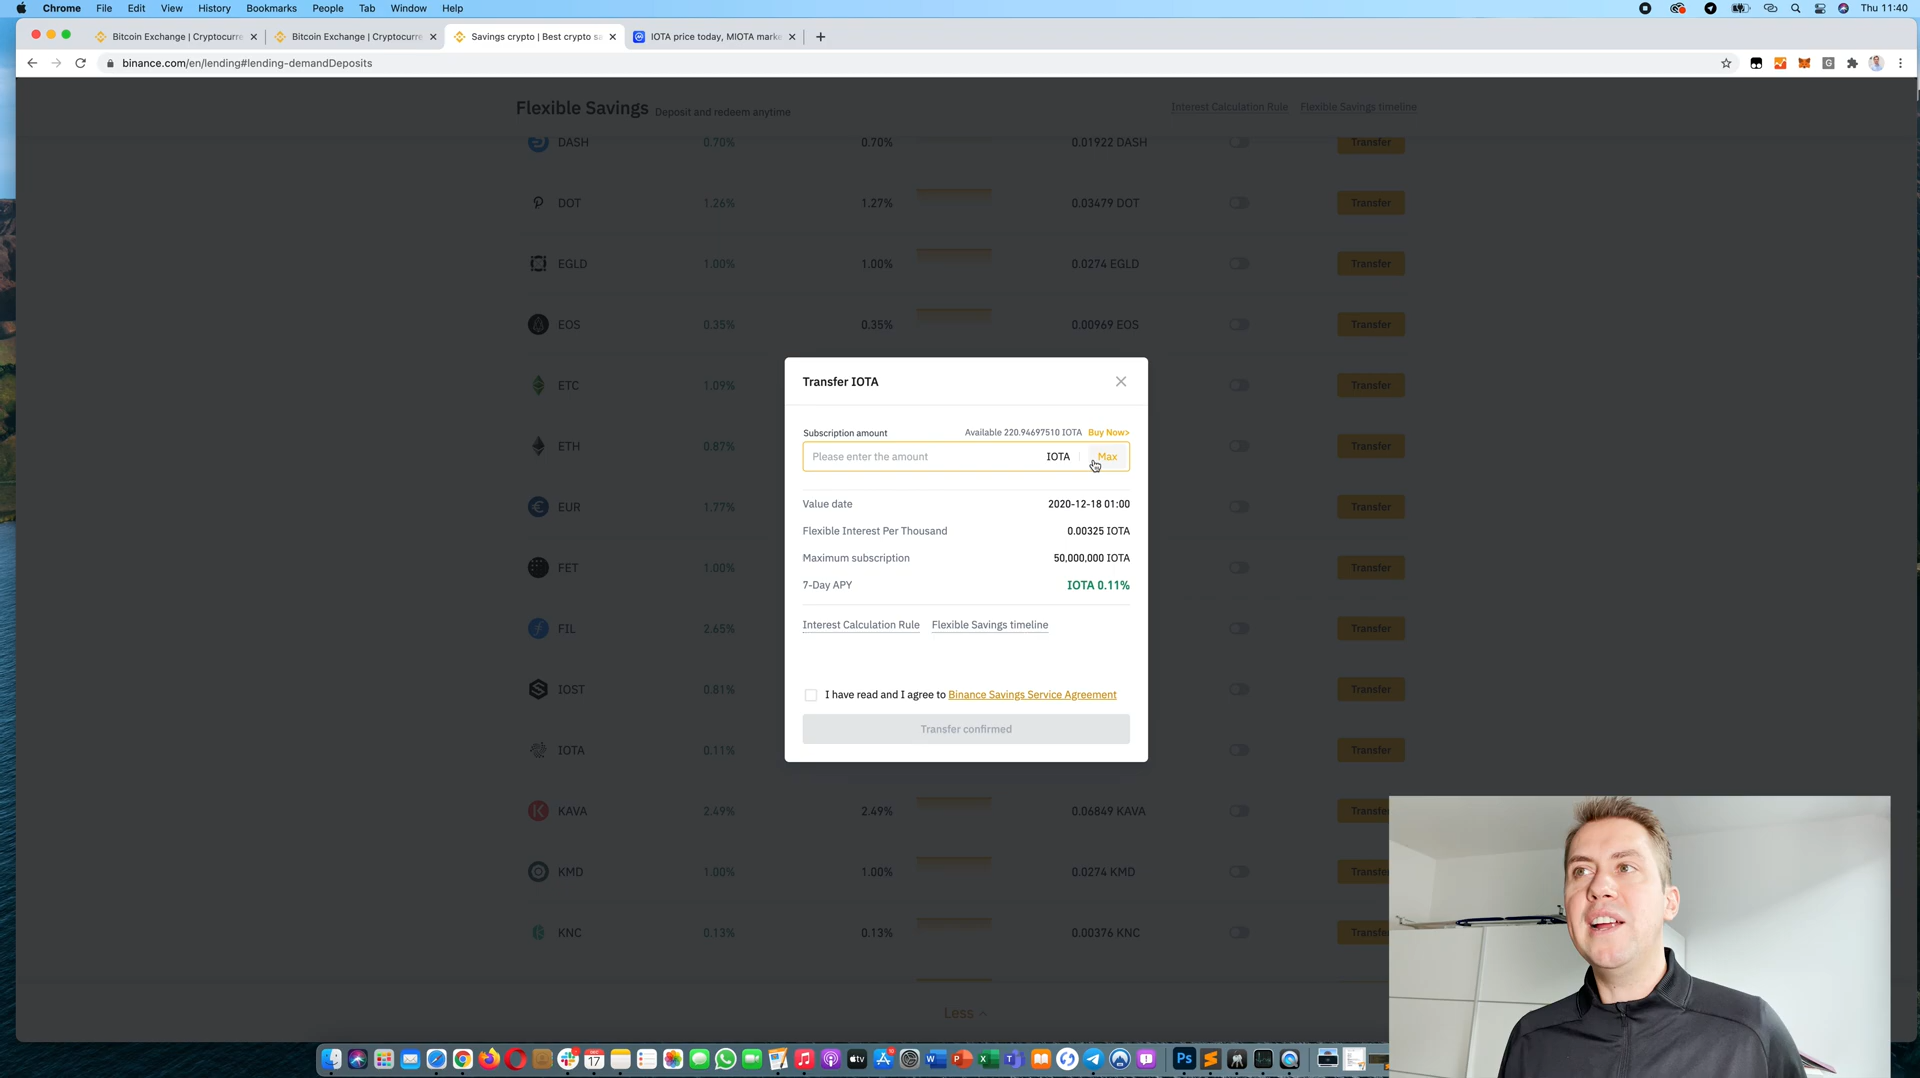 Chrome File Edit View History Bookmarks People Tab Window Help Thu 11:40
Bitcoin Exchange | Cryptocurre Bitcoin Exchange | Cryptocurre Savings crypto | Best crypto sa IOTA price today, MIOTA marke
binance.com/en/lending#lending-demandDeposits
Flexible Savings Deposit and redeem anytime Interest Calculation Rule Flexible Savings timeline
DASH 0.70% 0.70% 0.01922 DASH Transfer
DOT 1.26% 1.27% 0.03479 DOT Transfer
EGLD 1.00% 1.00% 0.0274 EGLD Transfer
EOS 0.35% 0.35% 0.00969 EOS Transfer
ETC 1.09% Transfer
ETH 0.87% Transfer
EUR 1.77% Transfer
FET 1.00% Transfer
FIL 2.65% Transfer
IOST 0.81% Transfer
IOTA 0.11% Transfer
KAVA 2.49% 2.49% 0.06849 KAVA Transfer
KMD 1.00% 1.00% 0.0274 KMD
KNC 0.13% 0.13% 0.00376 KNC
Less
Transfer IOTA
Subscription amount Available 220.94697510 IOTA Buy Now>
Please enter the amount IOTA Max
Value date 2020-12-18 01:00
Flexible Interest Per Thousand 0.00325 IOTA
Maximum subscription 50,000,000 IOTA
7-Day APY IOTA 0.11%
Interest Calculation Rule Flexible Savings timeline
I have read and I agree to Binance Savings Service Agreement
Transfer confirmed